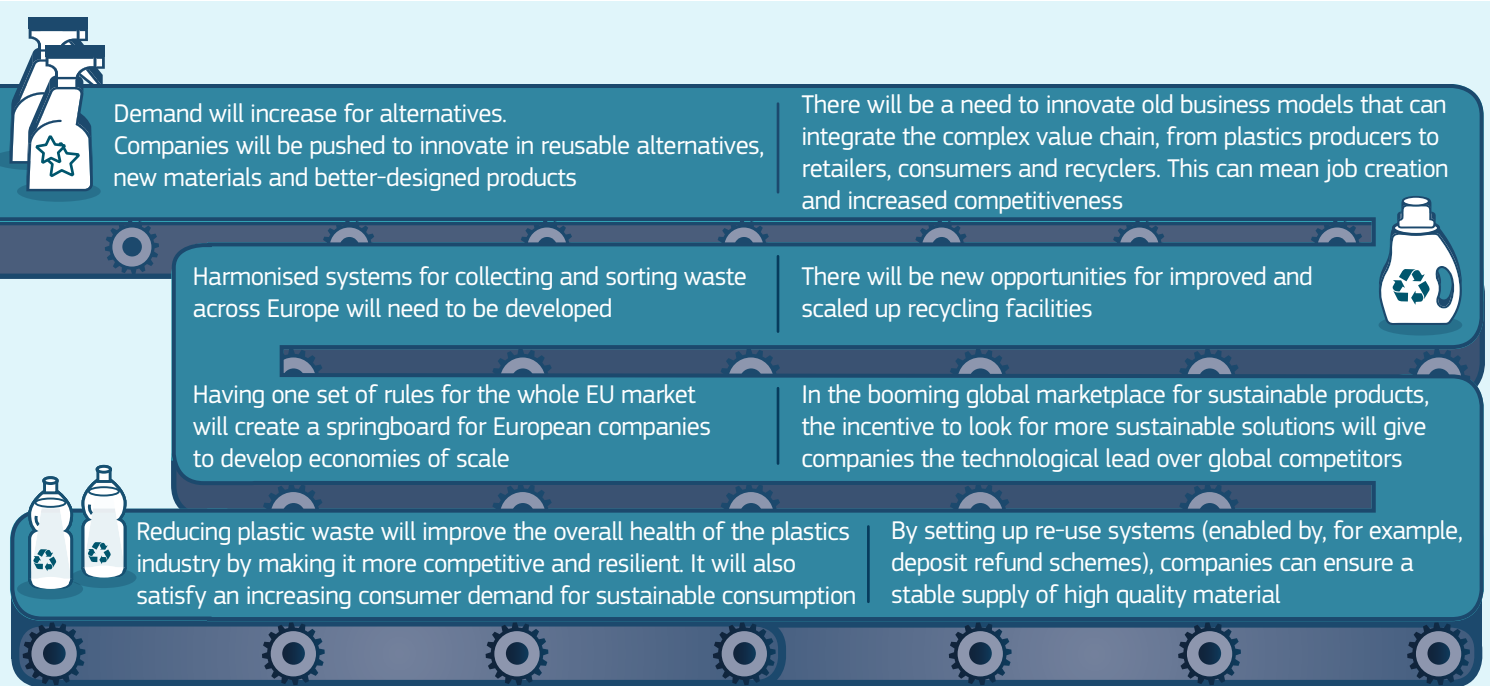 Demand will increase for alternatives.
Companies will be pushed to innovate in reusable alternatives,
new materials and better-designed products
There will be a need to innovate old business models that can
integrate the complex value chain, from plastics producers to
retailers, consumers and recyclers. This can mean job creation
and increased competitiveness
Harmonised systems for collecting and sorting waste
across Europe will need to be developed
There will be new opportunities for improved and
scaled up recycling facilities
Having one set of rules for the whole EU market
will create a springboard for European companies
to develop economies of scale
In the booming global marketplace for sustainable products,
the incentive to look for more sustainable solutions will give
companies the technological lead over global competitors
Reducing plastic waste will improve the overall health of the plastics
industry by making it more competitive and resilient. It will also
satisfy an increasing consumer demand for sustainable consumption
By setting up re-use systems (enabled by, for example,
deposit refund schemes), companies can ensure a
stable supply of high quality material